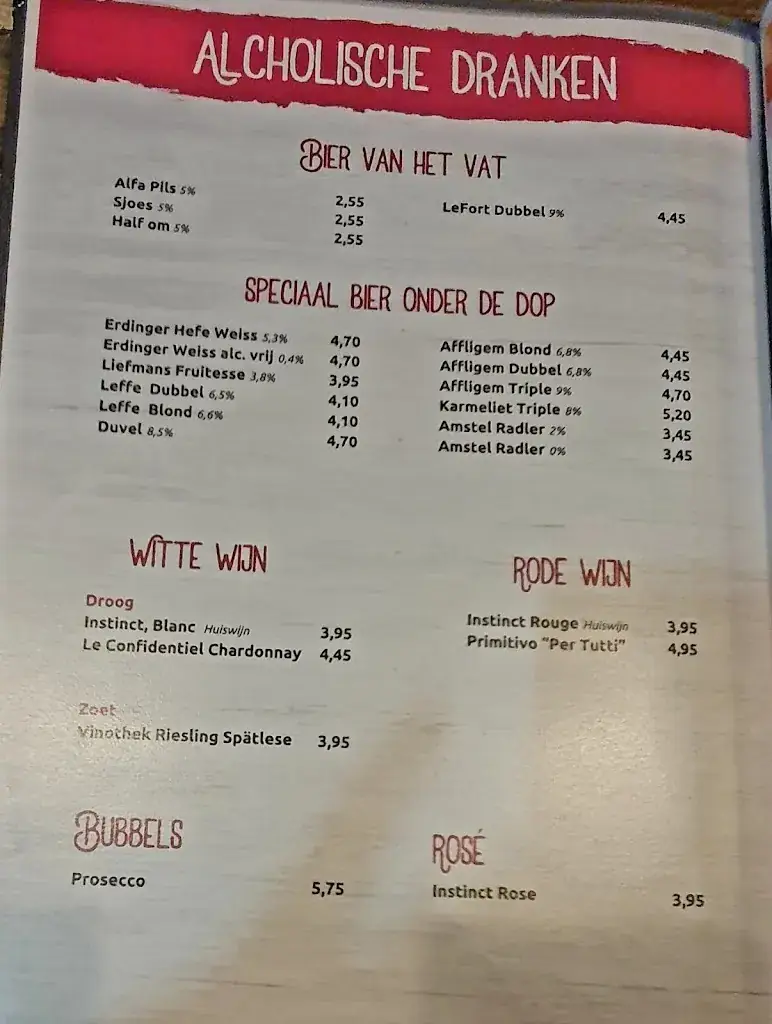 ALCHOLISCHE DRANKEN
BIER VAN HET VAT
Alfa Pils 5% 2,55
Sjoes 5% 2,55
Half om 5% 2,55
LeFort Dubbel 9% 4,45
SPECIAAL BIER ONDER DE DOP
Erdinger Hefe Weiss 5,3% 4,70
Erdinger Weiss alc. vrij 0,4% 4,70
Liefmans Fruitesse 3,8% 3,95
Leffe Dubbel 6,5% 4,10
Leffe Blond 6,6% 4,10
Duvel 8,5% 4,70
Affligem Blond 6,8% 4,45
Affligem Dubbel 6,8% 4,45
Affligem Triple 9% 4,70
Karmeliet Triple 8% 5,20
Amstel Radler 2% 3,45
Amstel Radler 0% 3,45
WITTE WIJN
Droog
Instinct, Blanc Huiswijn 3,95
Le Confidentiel Chardonnay 4,45
Zoet
Vinothek Riesling Spätlese 3,95
RODE WIJN
Instinct Rouge Huiswijn 3,95
Primitivo "Per Tutti" 4,95
BUBBELS
Prosecco 5,75
ROSÉ
Instinct Rose 3,95